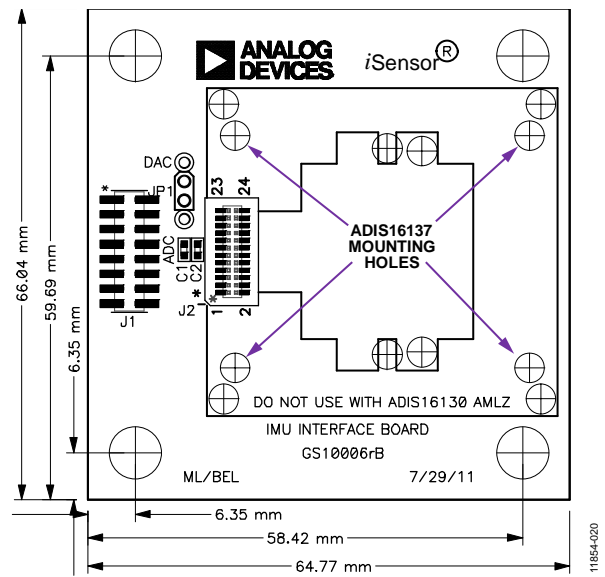 ANALOG
DEVICES
iSensor®
DAC
*
JP1
23 24
ADC
C1
C2
J2
*
*
1 2
J1
ADIS16137
MOUNTING
HOLES
66.04 mm
59.69 mm
6.35 mm
DO NOT USE WITH ADIS16130 AMLZ
IMU INTERFACE BOARD
GS10006rB
ML/BEL 7/29/11
6.35 mm
58.42 mm
64.77 mm
11854-020